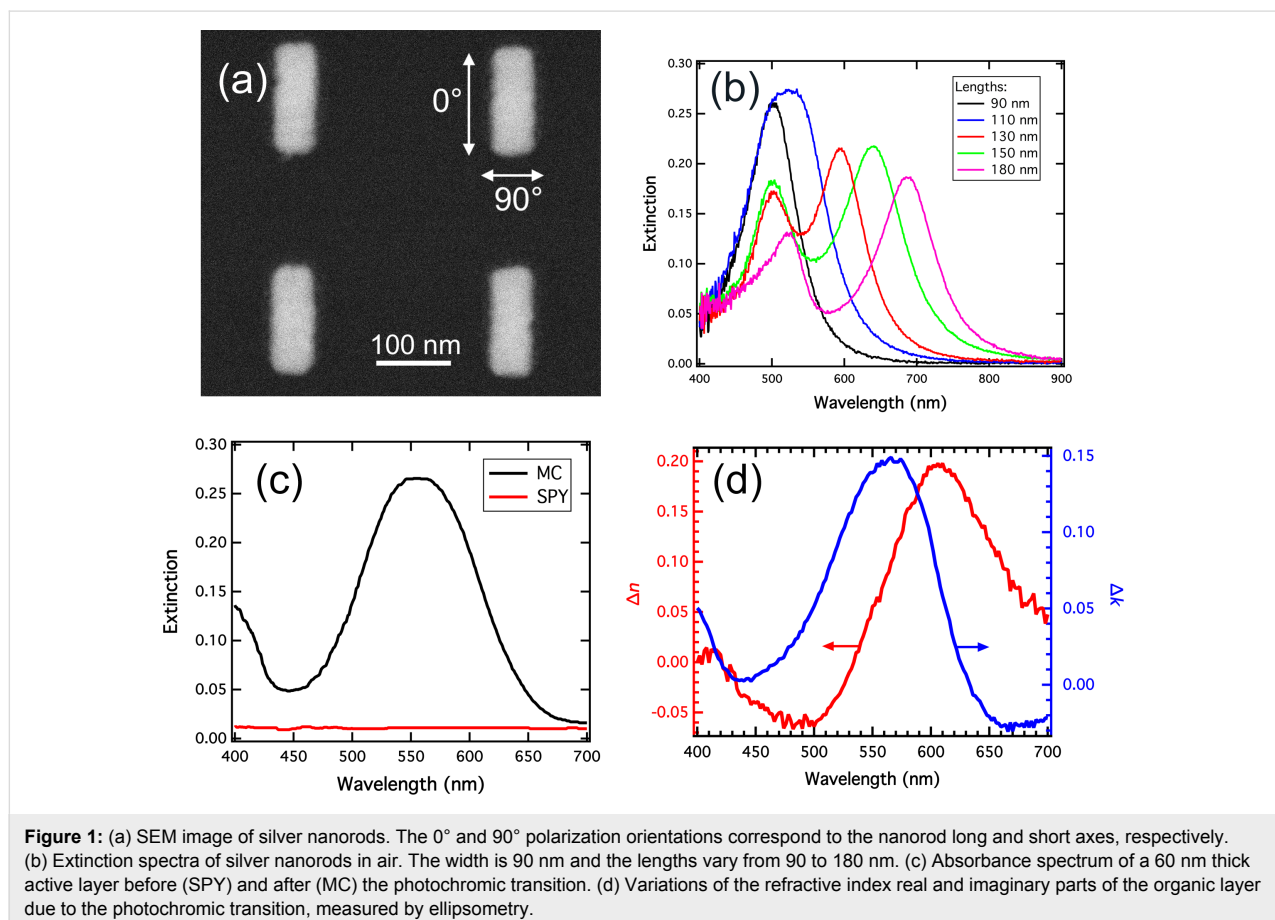 (a)
0°
90°
100 nm
(b)
Extinction
0.30
0.25
0.20
0.15
0.10
0.05
0.00
400 500 600 700 800 900
Wavelength (nm)
Lengths:
90 nm
110 nm
130 nm
150 nm
180 nm
(c)
Extinction
0.30
0.25
0.20
0.15
0.10
0.05
0.00
400 450 500 550 600 650 700
Wavelength (nm)
MC
SPY
(d)
Δn
0.20
0.15
0.10
0.05
0.00
-0.05
400 450 500 550 600 650 700
Wavelength (nm)
0.15
0.10
0.05
0.00
Δk
Figure 1: (a) SEM image of silver nanorods. The 0° and 90° polarization orientations correspond to the nanorod long and short axes, respectively.
(b) Extinction spectra of silver nanorods in air. The width is 90 nm and the lengths vary from 90 to 180 nm. (c) Absorbance spectrum of a 60 nm thick
active layer before (SPY) and after (MC) the photochromic transition. (d) Variations of the refractive index real and imaginary parts of the organic layer
due to the photochromic transition, measured by ellipsometry.